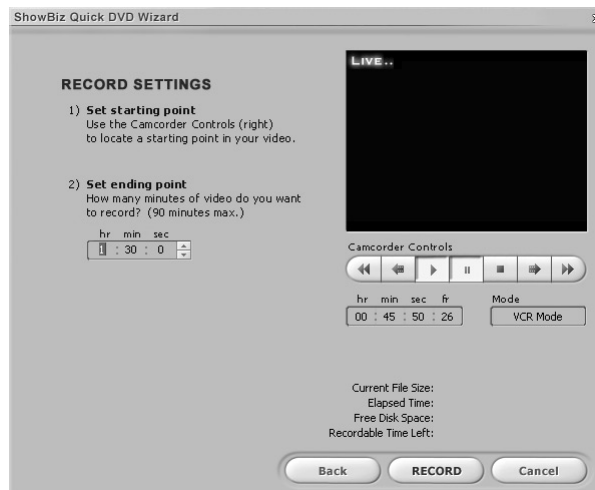 ShowBiz Quick DVD Wizard
RECORD SETTINGS
1) Set starting point
Use the Camcorder Controls (right)
to locate a starting point in your video.
2) Set ending point
How many minutes of video do you want
to record? (90 minutes max.)
hr min sec
1 : 30 : 0
LIVE..
Camcorder Controls
hr min sec fr
00 : 45 : 50 : 26
Mode
VCR Mode
Current File Size:
Elapsed Time:
Free Disk Space:
Recordable Time Left:
Back
RECORD
Cancel